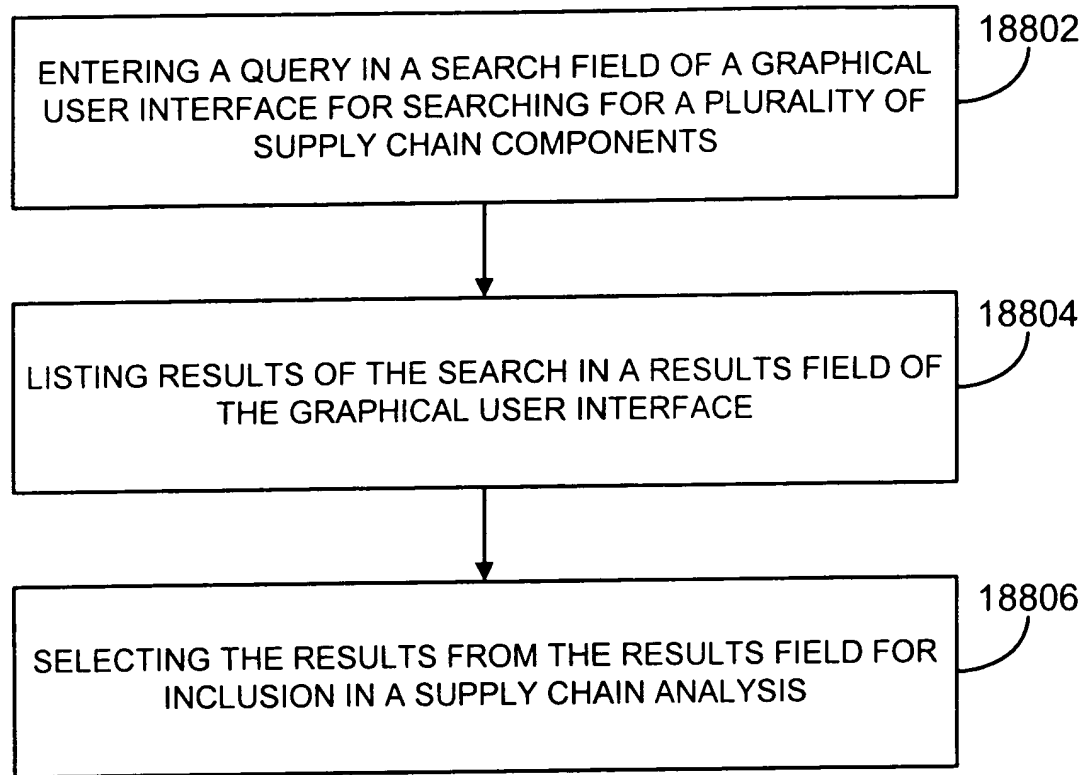 18802
ENTERING A QUERY IN A SEARCH FIELD OF A GRAPHICAL
USER INTERFACE FOR SEARCHING FOR A PLURALITY OF
SUPPLY CHAIN COMPONENTS
18804
LISTING RESULTS OF THE SEARCH IN A RESULTS FIELD OF
THE GRAPHICAL USER INTERFACE
18806
SELECTING THE RESULTS FROM THE RESULTS FIELD FOR
INCLUSION IN A SUPPLY CHAIN ANALYSIS